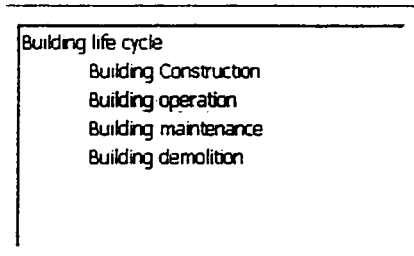 Building life cycle
Building Construction
Building operation
Building maintenance
Building demolition